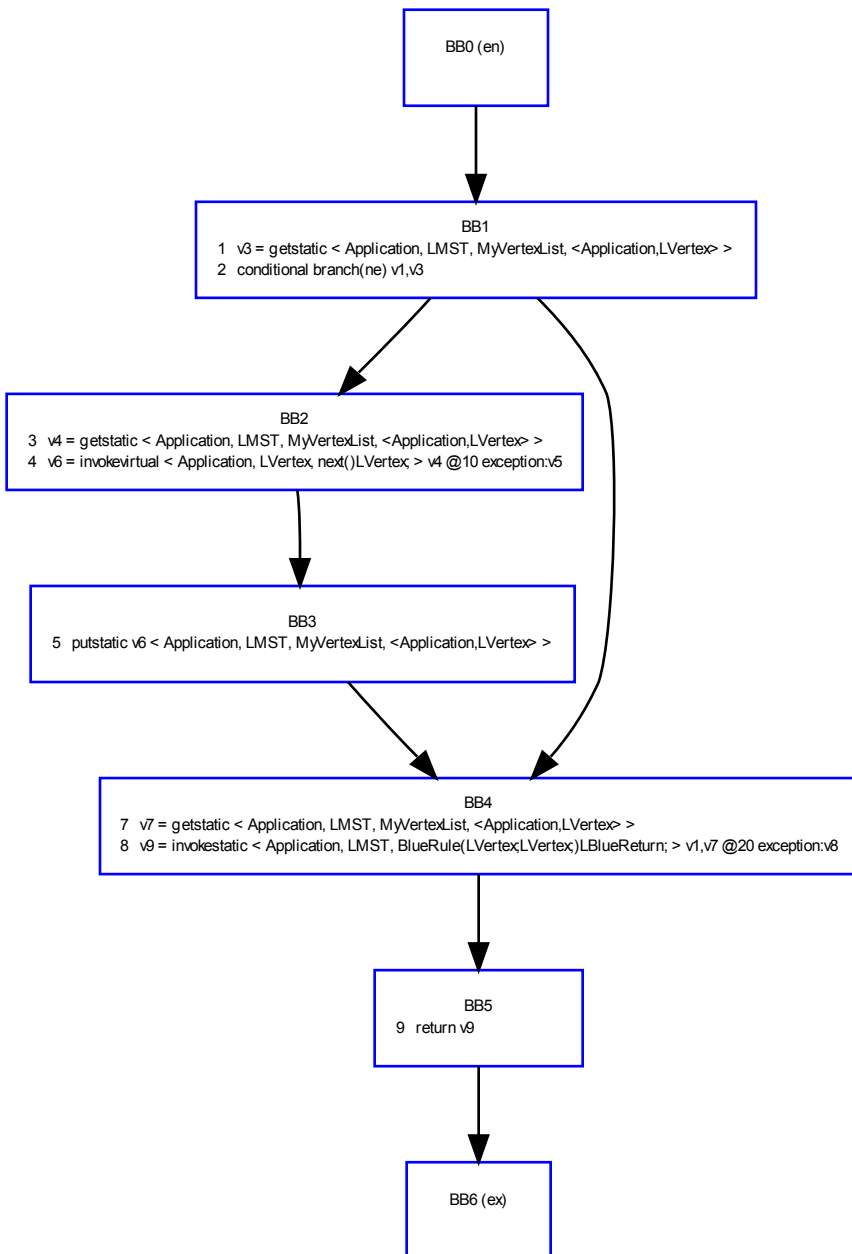 BB0 (en)
BB1
1 v3 = getstatic < Application, LMST, MyVertexList, <Application,LVertex> >
2 conditional branch(ne) v1,v3
BB2
3 v4 = getstatic < Application, LMST, MyVertexList, <Application,LVertex> >
4 v6 = invokevirtual < Application, LVertex, next()LVertex; > v4 @10 exception:v5
BB3
5 putstatic v6 < Application, LMST, MyVertexList, <Application,LVertex> >
BB4
7 v7 = getstatic < Application, LMST, MyVertexList, <Application,LVertex> >
8 v9 = invokestatic < Application, LMST, BlueRule(LVertex;LVertex;)LBlueReturn; > v1,v7 @20 exception:v8
BB5
9 return v9
BB6 (ex)